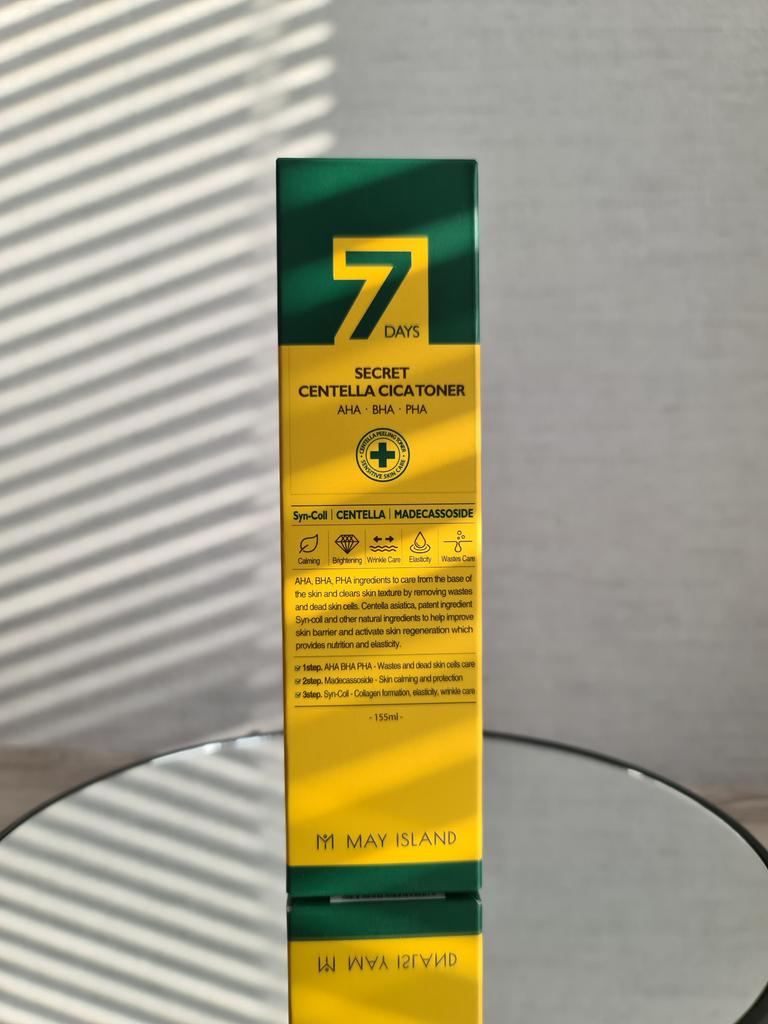 7
DAYS
SECRET
CENTELLA CICA TONER
AHA · BHA · PHA
CENTELLA PEELING TONER
SENSITIVE SKIN CARE
Syn-Coll | CENTELLA | MADECASSOSIDE
Calming Brightening Wrinkle Care Elasticity Wastes Care
AHA, BHA, PHA ingredients to care from the base of
the skin and clears skin texture by removing wastes
and dead skin cells. Centella asiatica, patent ingredient
Syn-coll and other natural ingredients to help improve
skin barrier and activate skin regeneration which
provides nutrition and elasticity.
1step. AHA BHA PHA - Wastes and dead skin cells care
2step. Madecassoside - Skin calming and protection
3step. Syn-Coll - Collagen formation, elasticity, wrinkle care
- 155ml -
MAY ISLAND
MAY ISLAND